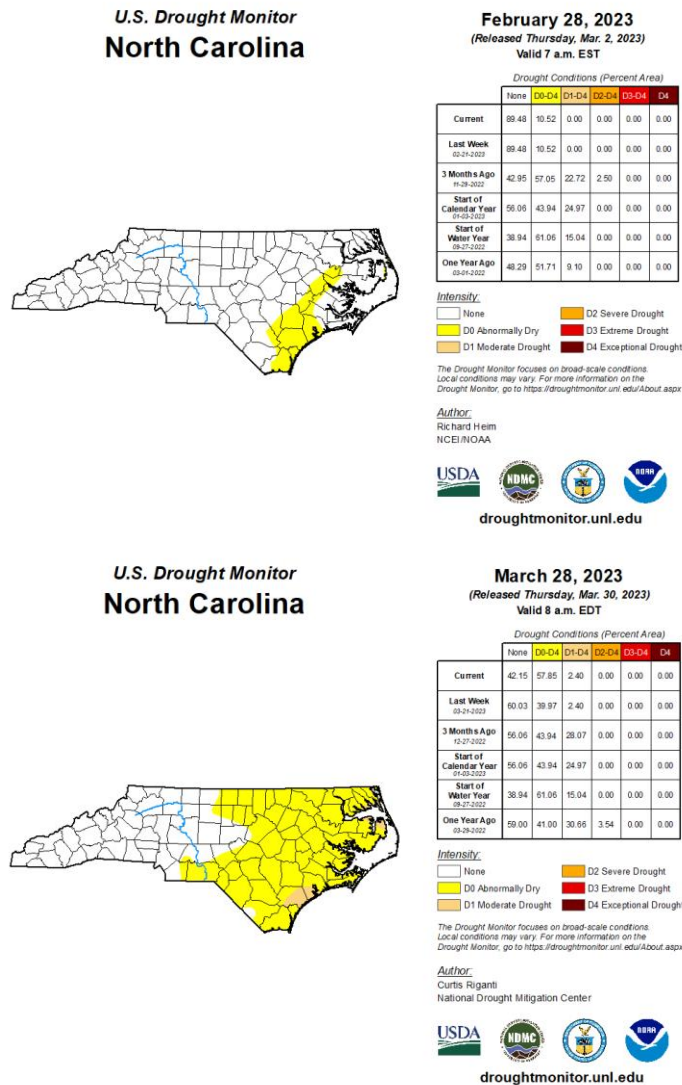 U.S. Drought Monitor
North Carolina
February 28, 2023
(Released Thursday, Mar. 2, 2023)
Valid 7 a.m. EST
Drought Conditions (Percent Area)
None D0-D4 D1-D4 D2-D4 D3-D4 D4
Current 89.48 10.52 0.00 0.00 0.00 0.00
Last Week 02-21-2023 89.48 10.52 0.00 0.00 0.00 0.00
3 Months Ago 11-29-2022 42.95 57.05 22.72 2.50 0.00 0.00
Start of Calendar Year 01-03-2023 56.06 43.94 24.97 0.00 0.00 0.00
Start of Water Year 09-27-2022 38.94 61.06 15.04 0.00 0.00 0.00
One Year Ago 03-01-2022 48.29 51.71 9.10 0.00 0.00 0.00
Intensity:
None D2 Severe Drought
D0 Abnormally Dry D3 Extreme Drought
D1 Moderate Drought D4 Exceptional Drought
The Drought Monitor focuses on broad-scale conditions.
Local conditions may vary. For more information on the
Drought Monitor, go to https://droughtmonitor.unl.edu/About.aspx
Author:
Richard Heim
NCEI/NOAA
USDA NDMC NOAA
droughtmonitor.unl.edu
U.S. Drought Monitor
North Carolina
March 28, 2023
(Released Thursday, Mar. 30, 2023)
Valid 8 a.m. EDT
Drought Conditions (Percent Area)
None D0-D4 D1-D4 D2-D4 D3-D4 D4
Current 42.15 57.85 2.40 0.00 0.00 0.00
Last Week 03-21-2023 60.03 39.97 2.40 0.00 0.00 0.00
3 Months Ago 12-27-2022 56.06 43.94 28.07 0.00 0.00 0.00
Start of Calendar Year 01-03-2023 56.06 43.94 24.97 0.00 0.00 0.00
Start of Water Year 09-27-2022 38.94 61.06 15.04 0.00 0.00 0.00
One Year Ago 03-29-2022 59.00 41.00 30.66 3.54 0.00 0.00
Intensity:
None D2 Severe Drought
D0 Abnormally Dry D3 Extreme Drought
D1 Moderate Drought D4 Exceptional Drought
The Drought Monitor focuses on broad-scale conditions.
Local conditions may vary. For more information on the
Drought Monitor, go to https://droughtmonitor.unl.edu/About.aspx
Author:
Curtis Riganti
National Drought Mitigation Center
USDA NDMC NOAA
droughtmonitor.unl.edu